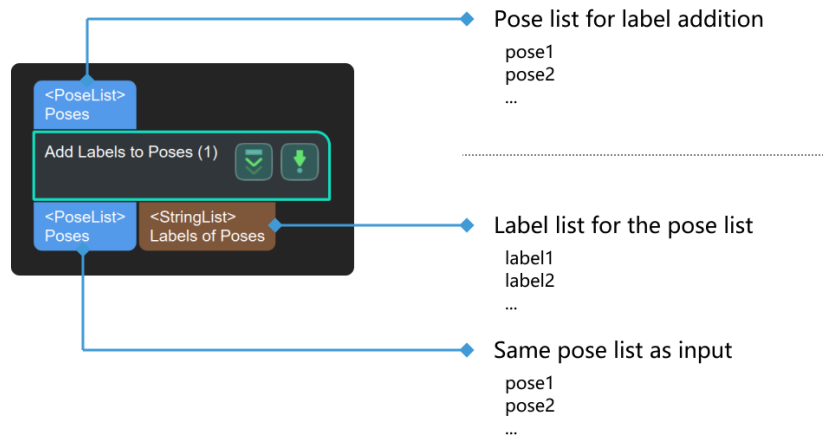 Pose list for label addition
pose1
pose2
...
<PoseList>
Poses
Add Labels to Poses (1)
<PoseList>
Poses
<StringList>
Labels of Poses
Label list for the pose list
label1
label2
...
Same pose list as input
pose1
pose2
...